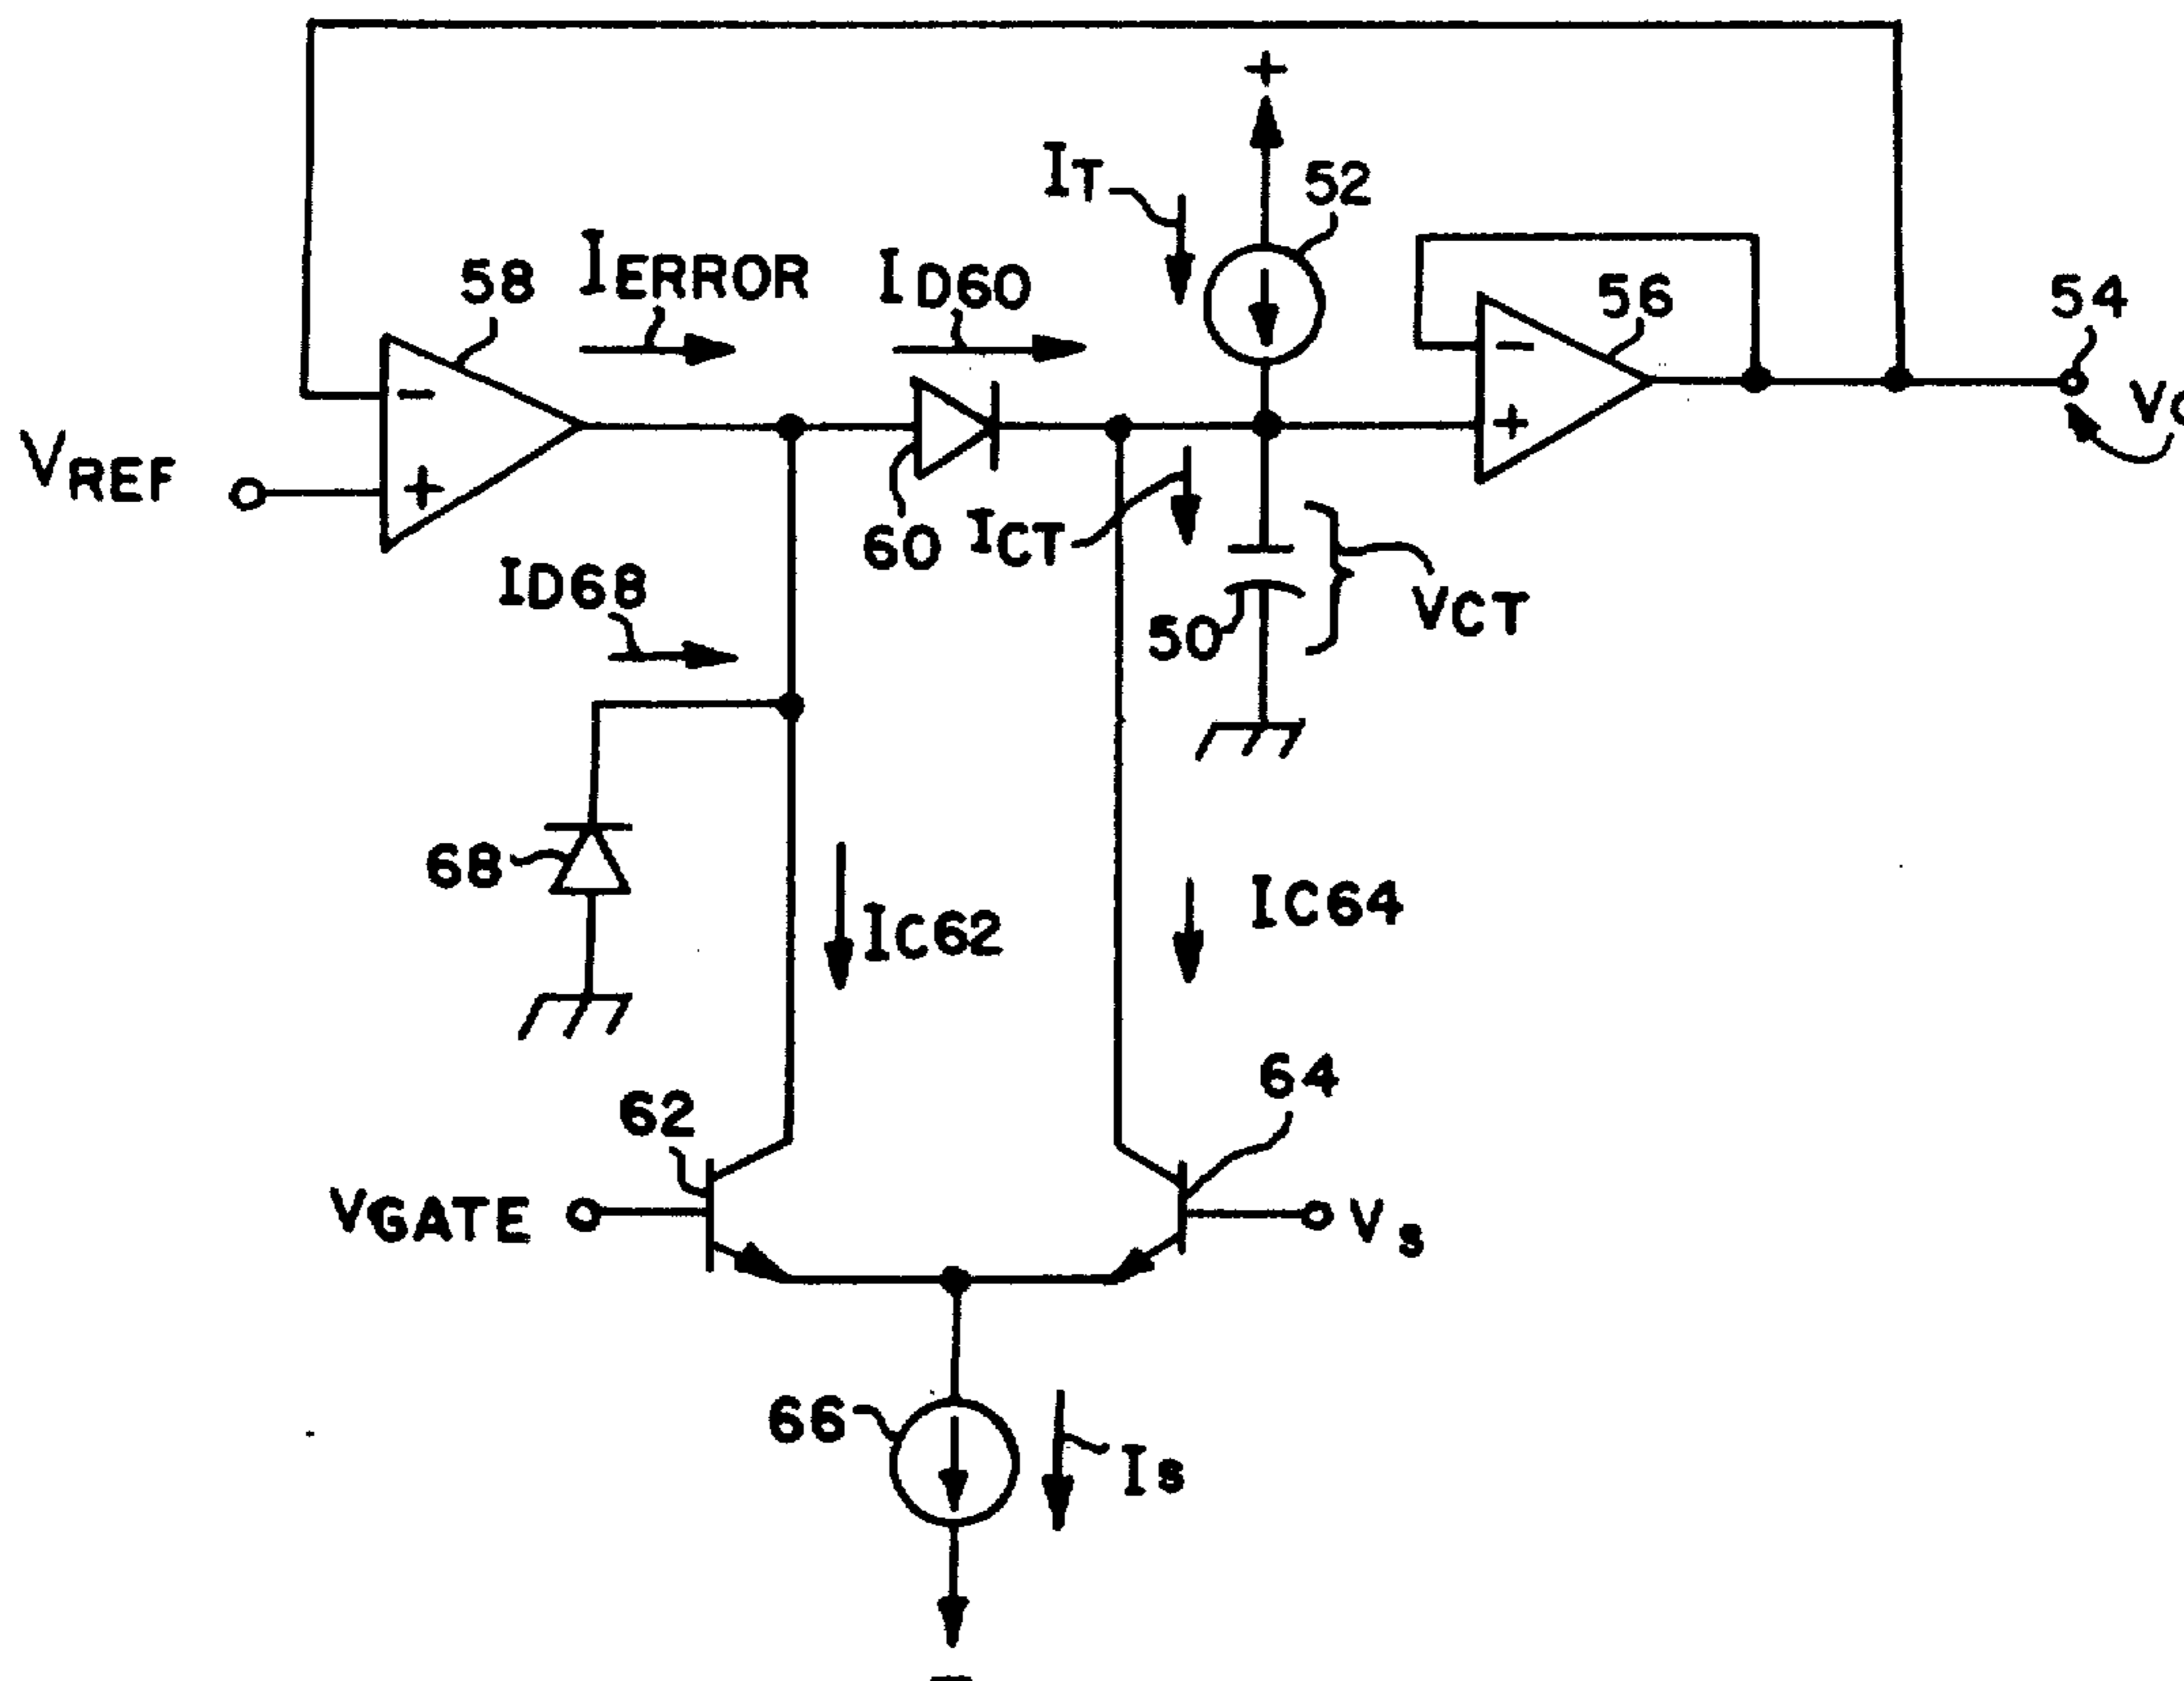 +
IT
52
58
IERROR
ID60
56
54
-
-
+
VREF
+
60
ICT
ID68
50
VCT
68
IC62
IC64
62
64
VGATE
VS
66
IS
-